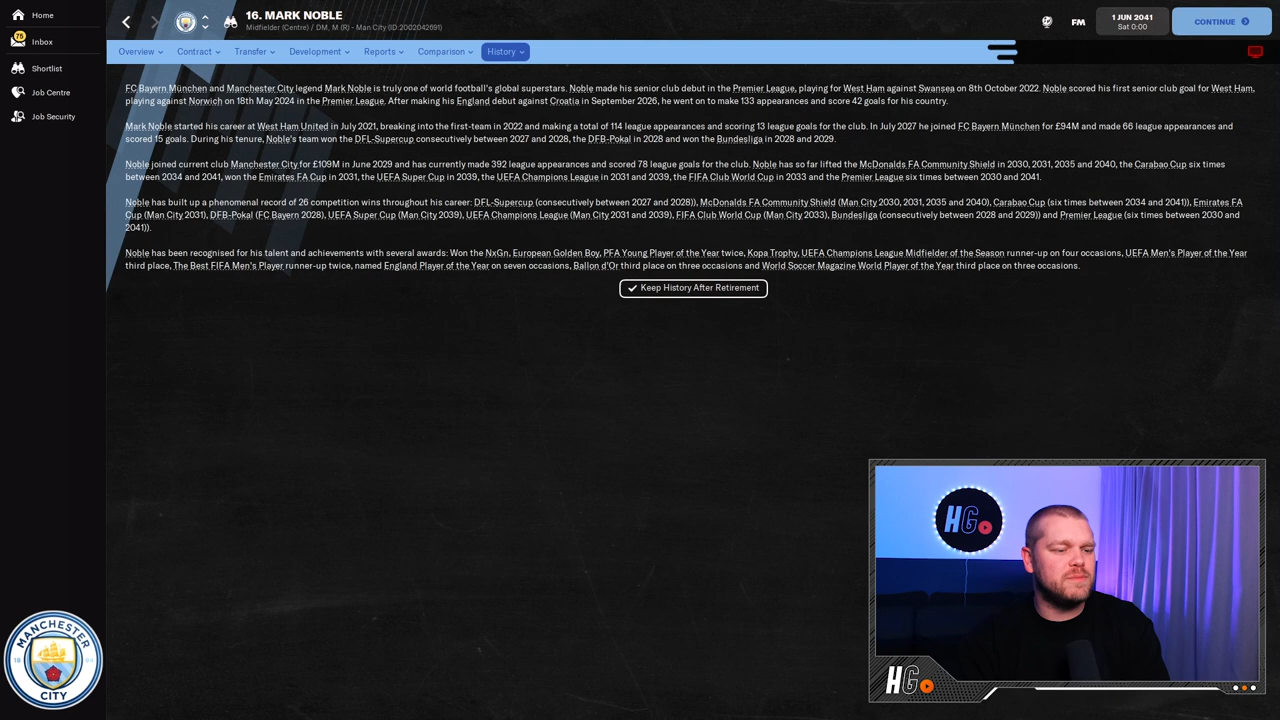 Home
75
Inbox
Shortlist
Job Centre
Job Security
16. MARK NOBLE
Midfielder (Centre) / DM, M (R) - Man City (ID:2002042691)
FM
1 JUN 2041
Sat 0:00
CONTINUE
Overview
Contract
Transfer
Development
Reports
Comparison
History
FC Bayern München and Manchester City legend Mark Noble is truly one of world football's global superstars. Noble made his senior club debut in the Premier League, playing for West Ham against Swansea on 8th October 2022. Noble scored his first senior club goal for West Ham,
playing against Norwich on 18th May 2024 in the Premier League. After making his England debut against Croatia in September 2026, he went on to make 133 appearances and score 42 goals for his country.
Mark Noble started his career at West Ham United in July 2021, breaking into the first-team in 2022 and making a total of 114 league appearances and scoring 13 league goals for the club. In July 2027 he joined FC Bayern München for £94M and made 66 league appearances and
scored 15 goals. During his tenure, Noble's team won the DFL-Supercup consecutively between 2027 and 2028, the DFB-Pokal in 2028 and won the Bundesliga in 2028 and 2029.
Noble joined current club Manchester City for £109M in June 2029 and has currently made 392 league appearances and scored 78 league goals for the club. Noble has so far lifted the McDonalds FA Community Shield in 2030, 2031, 2035 and 2040, the Carabao Cup six times
between 2034 and 2041, won the Emirates FA Cup in 2031, the UEFA Super Cup in 2039, the UEFA Champions League in 2031 and 2039, the FIFA Club World Cup in 2033 and the Premier League six times between 2030 and 2041.
Noble has built up a phenomenal record of 26 competition wins throughout his career: DFL-Supercup (consecutively between 2027 and 2028)), McDonalds FA Community Shield (Man City 2030, 2031, 2035 and 2040), Carabao Cup (six times between 2034 and 2041)), Emirates FA
Cup (Man City 2031), DFB-Pokal (FC Bayern 2028), UEFA Super Cup (Man City 2039), UEFA Champions League (Man City 2031 and 2039), FIFA Club World Cup (Man City 2033), Bundesliga (consecutively between 2028 and 2029)) and Premier League (six times between 2030 and
2041)).
Noble has been recognised for his talent and achievements with several awards: Won the NxGn, European Golden Boy, PFA Young Player of the Year twice, Kopa Trophy, UEFA Champions League Midfielder of the Season runner-up on four occasions, UEFA Men's Player of the Year
third place, The Best FIFA Men's Player runner-up twice, named England Player of the Year on seven occasions, Ballon d'Or third place on three occasions and World Soccer Magazine World Player of the Year third place on three occasions.
Keep History After Retirement
HG
HG
MANCHESTER
18 94
CITY